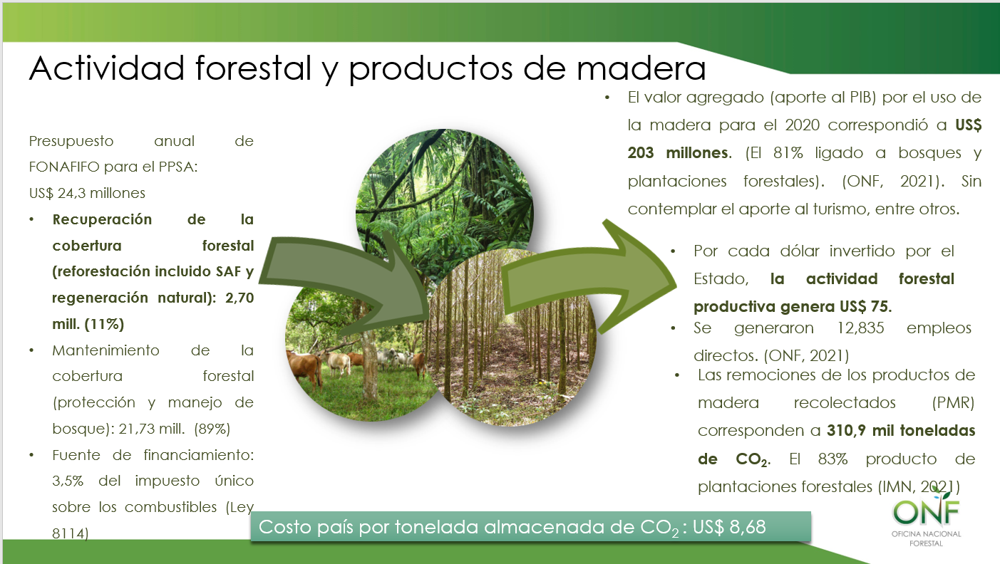 Actividad forestal y productos de madera
Presupuesto anual de
FONAFIFO para el PPSA:
US$ 24,3 millones
• Recuperación de la
cobertura forestal
(reforestación incluido SAF y
regeneración natural): 2,70
mill. (11%)
• Mantenimiento de la
cobertura forestal
(protección y manejo de
bosque): 21,73 mill. (89%)
• Fuente de financiamiento:
3,5% del impuesto único
sobre los combustibles (Ley
8114)
• El valor agregado (aporte al PIB) por el uso de
la madera para el 2020 correspondió a US$
203 millones. (El 81% ligado a bosques y
plantaciones forestales). (ONF, 2021). Sin
contemplar el aporte al turismo, entre otros.
• Por cada dólar invertido por el
Estado, la actividad forestal
productiva genera US$ 75.
• Se generaron 12,835 empleos
directos. (ONF, 2021)
• Las remociones de los productos de
madera recolectados (PMR)
corresponden a 310,9 mil toneladas
de CO₂. El 83% producto de
plantaciones forestales (IMN, 2021)
Costo país por tonelada almacenada de CO₂ : US$ 8,68
ONF
OFICINA NACIONAL
FORESTAL